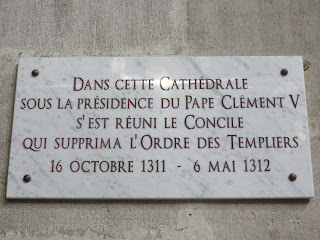 Dans cette Cathédrale
sous la présidence du Pape Clément V
s'est réuni le Concile
qui supprima l'Ordre des Templiers
16 octobre 1311 - 6 mai 1312